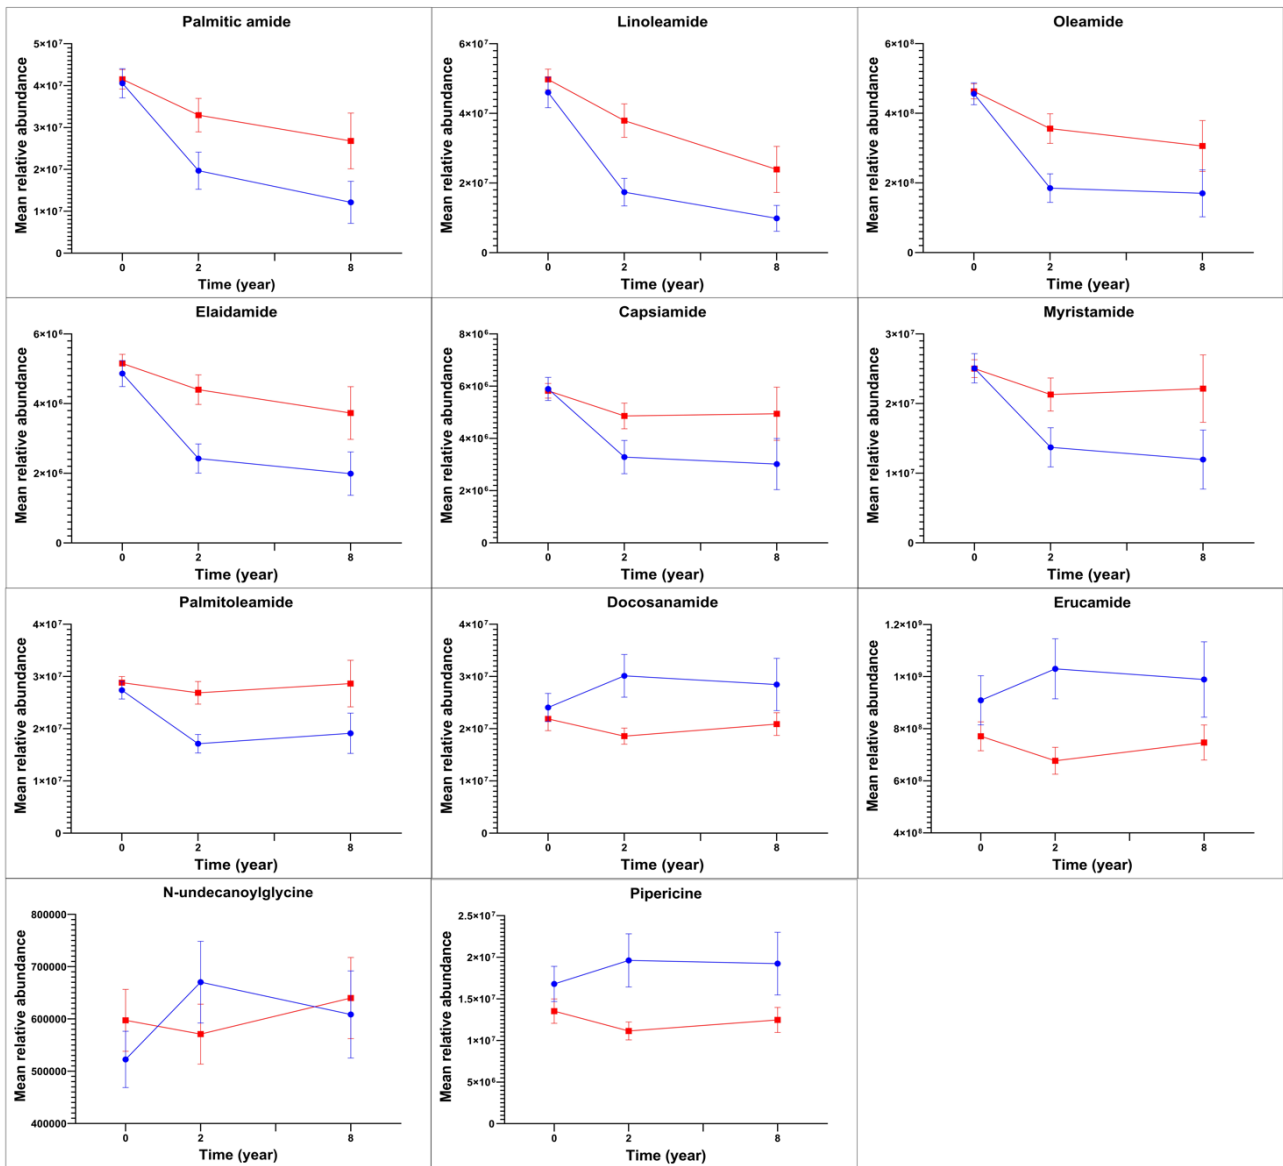 Palmitic amide
Mean relative abundance
5×10⁷
4×10⁷
3×10⁷
2×10⁷
1×10⁷
0
0 2 8
Time (year)
Linoleamide
Mean relative abundance
6×10⁷
4×10⁷
2×10⁷
0
0 2 8
Time (year)
Oleamide
Mean relative abundance
6×10⁸
4×10⁸
2×10⁸
0
0 2 8
Time (year)
Elaidamide
Mean relative abundance
6×10⁶
4×10⁶
2×10⁶
0
0 2 8
Time (year)
Capsiamide
Mean relative abundance
8×10⁶
6×10⁶
4×10⁶
2×10⁶
0
0 2 8
Time (year)
Myristamide
Mean relative abundance
3×10⁷
2×10⁷
1×10⁷
0
0 2 8
Time (year)
Palmitoleamide
Mean relative abundance
4×10⁷
3×10⁷
2×10⁷
1×10⁷
0
0 2 8
Time (year)
Docosanamide
Mean relative abundance
4×10⁷
3×10⁷
2×10⁷
1×10⁷
0
0 2 8
Time (year)
Erucamide
Mean relative abundance
1.2×10⁹
1×10⁹
8×10⁸
6×10⁸
4×10⁸
0 2 8
Time (year)
N-undecanoylglycine
Mean relative abundance
800000
700000
600000
500000
400000
0 2 8
Time (year)
Pipericine
Mean relative abundance
2.5×10⁷
2×10⁷
1.5×10⁷
1×10⁷
5×10⁶
0
0 2 8
Time (year)